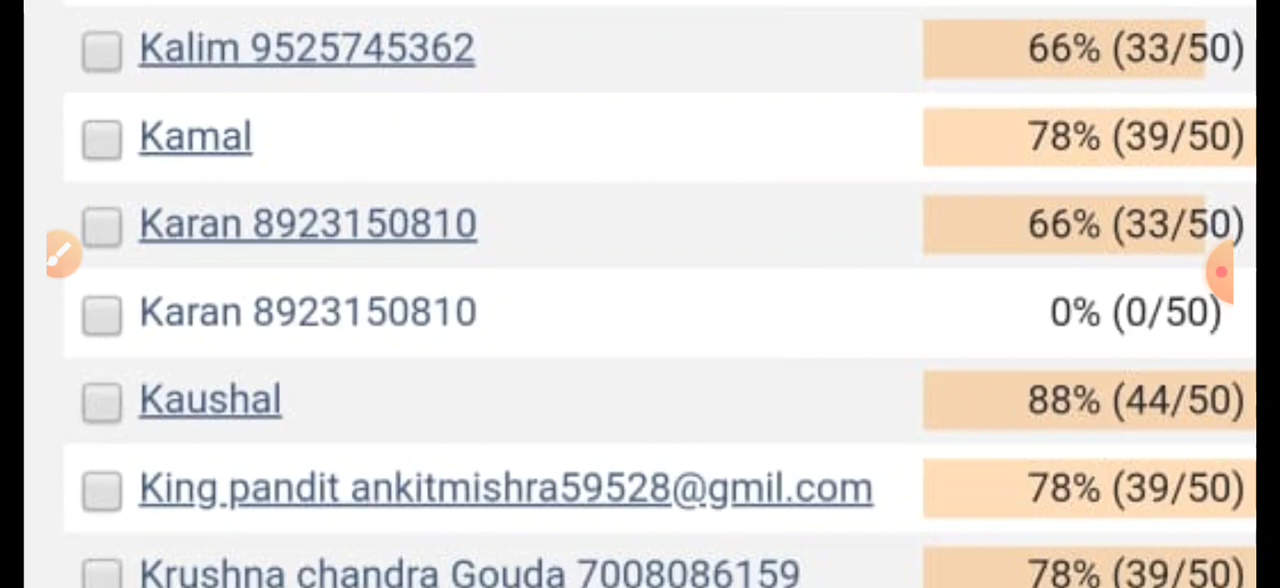 Kalim 9525745362 66% (33/50)
Kamal 78% (39/50)
Karan 8923150810 66% (33/50)
Karan 8923150810 0% (0/50)
Kaushal 88% (44/50)
King pandit ankitmishra59528@gmil.com 78% (39/50)
Krushna chandra Gouda 7008086159 78% (39/50)